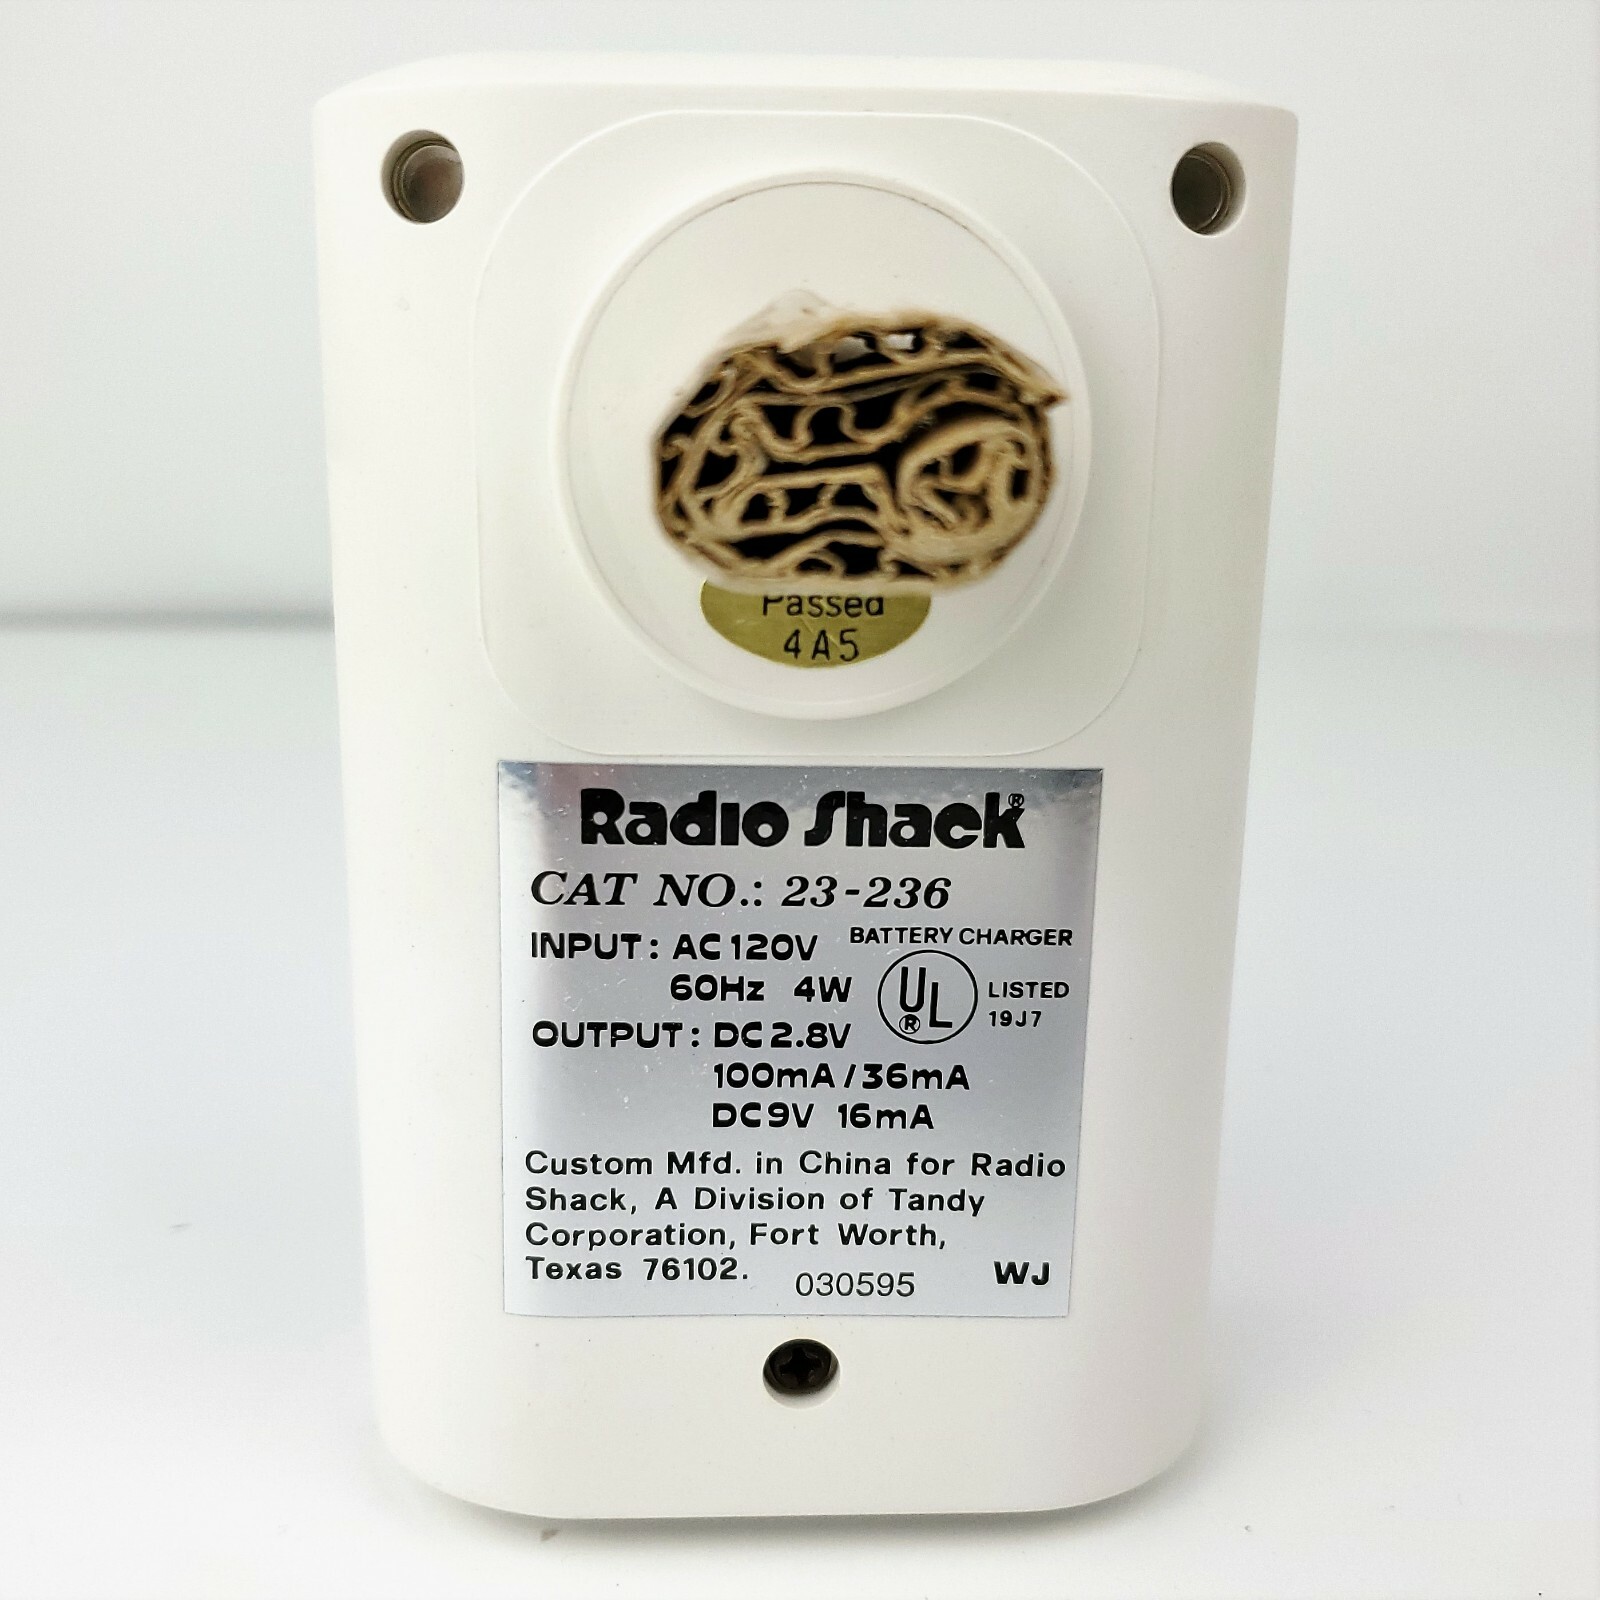 Passed
4A5
Radio Shack®
CAT NO.: 23-236
INPUT: AC 120V BATTERY CHARGER
60Hz 4W UL® LISTED
19J7
OUTPUT: DC 2.8V
100mA/36mA
DC9V 16mA
Custom Mfd. in China for Radio
Shack, A Division of Tandy
Corporation, Fort Worth,
Texas 76102. 030595 WJ